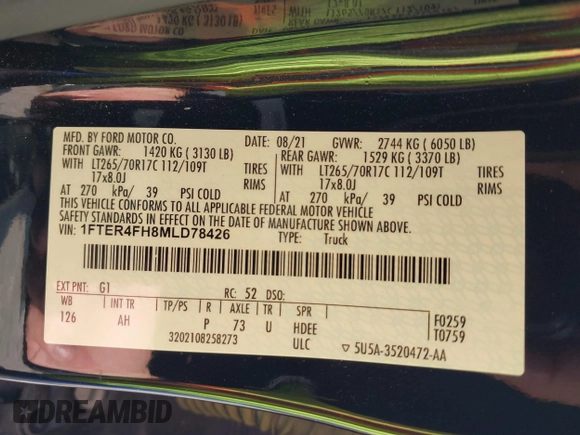 MFD. BY FORD MOTOR CO. DATE: 08/21 GVWR: 2744 KG ( 6050 LB)
FRONT GAWR: 1420 KG ( 3130 LB) REAR GAWR: 1529 KG ( 3370 LB)
WITH LT265/70R17C 112/109T TIRES WITH LT265/70R17C 112/109T TIRES
17x8.0J RIMS 17x8.0J RIMS
AT 270 kPa/ 39 PSI COLD AT 270 kPa/ 39 PSI COLD
THIS VEHICLE CONFORMS TO ALL APPLICABLE FEDERAL MOTOR VEHICLE
SAFETY STANDARDS IN EFFECT ON THE DATE OF MANUFACTURE SHOWN ABOVE.
VIN: 1FTER4FH8MLD78426 TYPE: Truck
EXT PNT: G1 RC: 52 DSO:
WB INT TR TP/PS R AXLE TR SPR
126 AH P 73 U HDEE F0259
ULC T0759
3202108258273 ▽ 5U5A-3520472-AA
DREAMBID